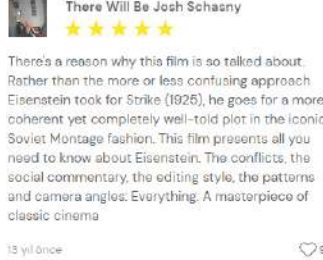 There Will Be Josh Schasny
There's a reason why this film is so talked about.
Rather than the more or less confusing approach
Eisenstein took for Strike (1925), he goes for a more
coherent yet completely well-told plot in the iconic
Soviet Montage fashion. This film presents all you
need to know about Eisenstein. The conflicts, the
social commentary, the editing style, the patterns
and camera angles. Everything. A masterpiece of
classic cinema
13 yıl önce